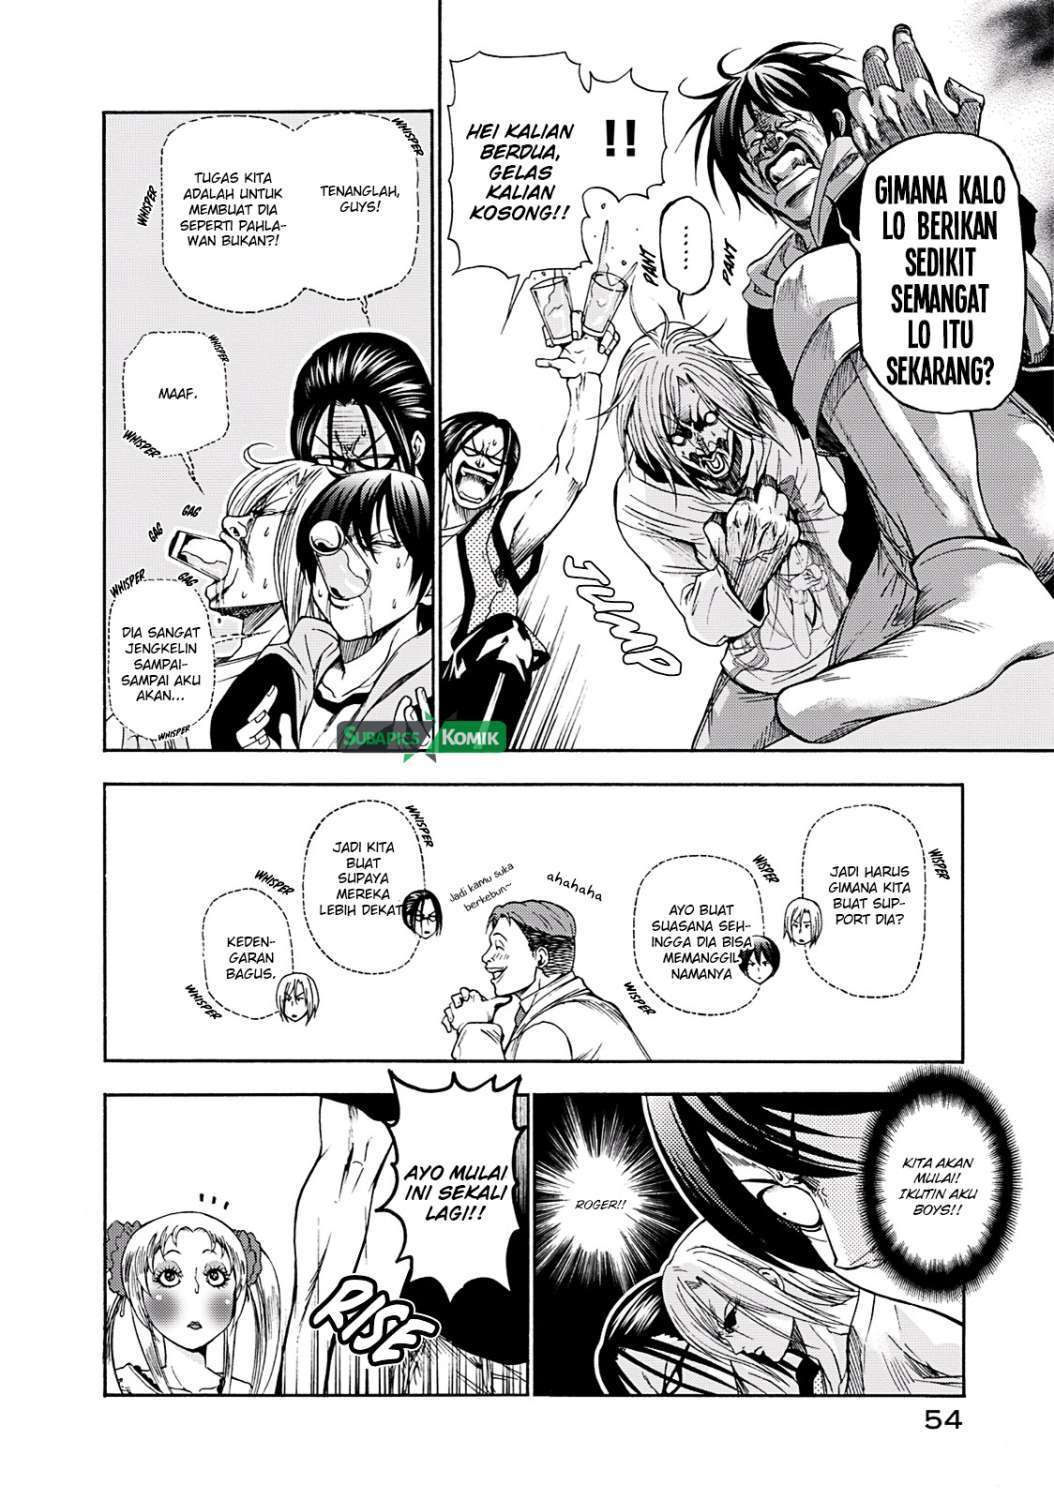 GIMANA KALO
LO BERIKAN
SEDIKIT
SEMANGAT
LO ITU
SEKARANG?
PANT
PANT
......
!!
HEI KALIAN
BERDUA,
GELAS
KALIAN
KOSONG!!
JUMP
WHISPER
TENANGLAH,
GUYS!
TUGAS KITA
ADALAH UNTUK
MEMBUAT DIA
SEPERTI PAHLA-
WAN BUKAN?!
WHISPER
WHISPER
MAAF.
WHISPER
GAG
GAG
GAG
WHISPER
DIA SANGAT
JENGKELIN
SAMPAI-
SAMPAI AKU
AKAN...
WHISPER
SUBAPICS KOMIK
WISPER
JADI HARUS
GIMANA KITA
BUAT SUP-
PORT DIA?
WISPER
AYO BUAT
SUASANA SEH-
INGGA DIA BISA
MEMANGGIL
NAMANYA
WISPER
ahahaha
Jadi kamu suka
berkebun~
WHISPER
JADI KITA
BUAT
SUPAYA
MEREKA
LEBIH DEKAT
WHISPER
KEDEN-
GARAN
BAGUS.
WHISPER
KITA AKAN
MULAI!
IKUTIN AKU
BOYS!!
ROGER!!
AYO MULAI
INI SEKALI
LAGI!!
RISE
54